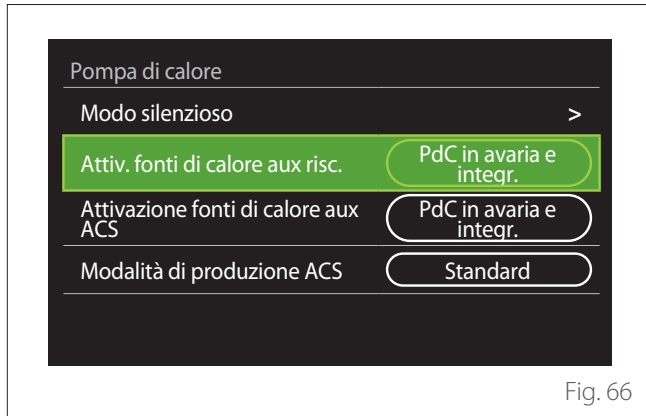 Pompa di calore
Modo silenzioso >
Attiv. fonti di calore aux risc. PdC in avaria e
integr.
Attivazione fonti di calore aux
ACS
PdC in avaria e
integr.
Modalità di produzione ACS Standard
Fig. 66